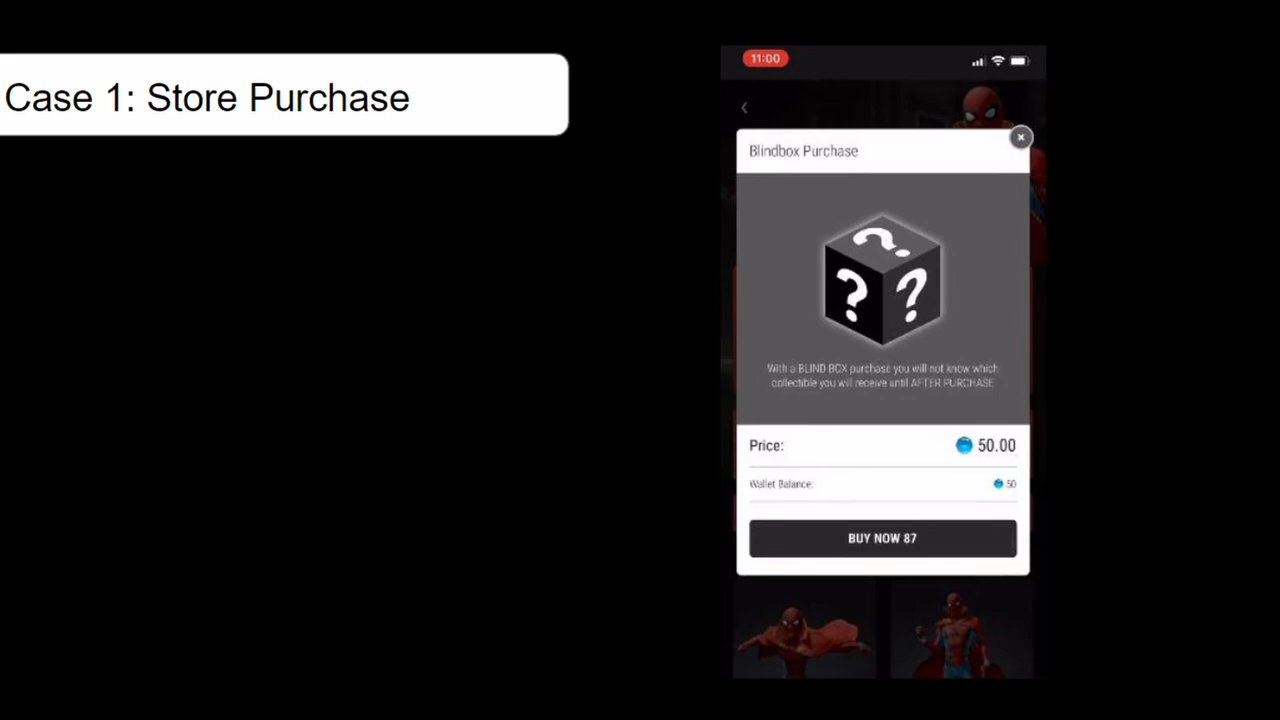 Case 1: Store Purchase
11:00
Blindbox Purchase
With a BLIND BOX purchase you will not know which
collectible you will receive until AFTER PURCHASE
Price: 50.00
Wallet Balance: 50
BUY NOW 87